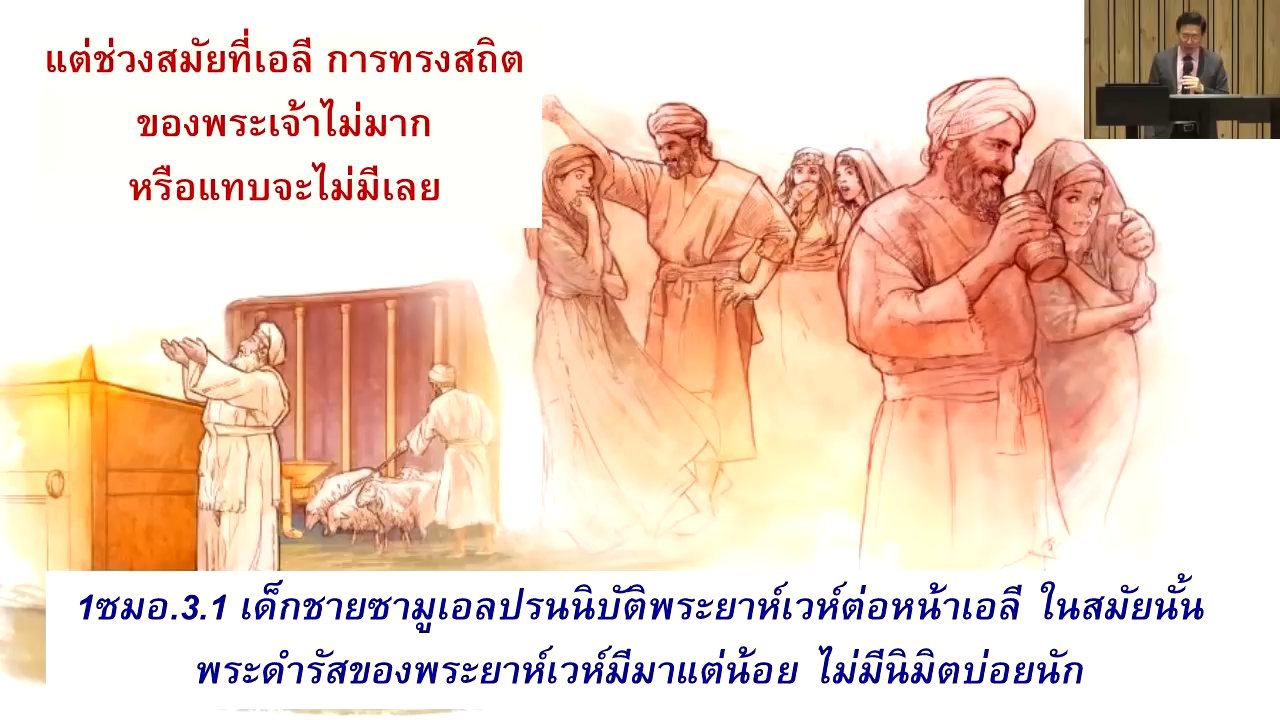 แต่ช่วงสมัยที่เอลี การทรงสถิต
ของพระเจ้าไม่มาก
หรือแทบจะไม่มีเลย
1ซมอ.3.1 เด็กชายซามูเอลปรนนิบัติพระยาห์เวห์ต่อหน้าเอลี ในสมัยนั้น
พระดำรัสของพระยาห์เวห์มีมาแต่น้อย ไม่มีนิมิตบ่อยนัก